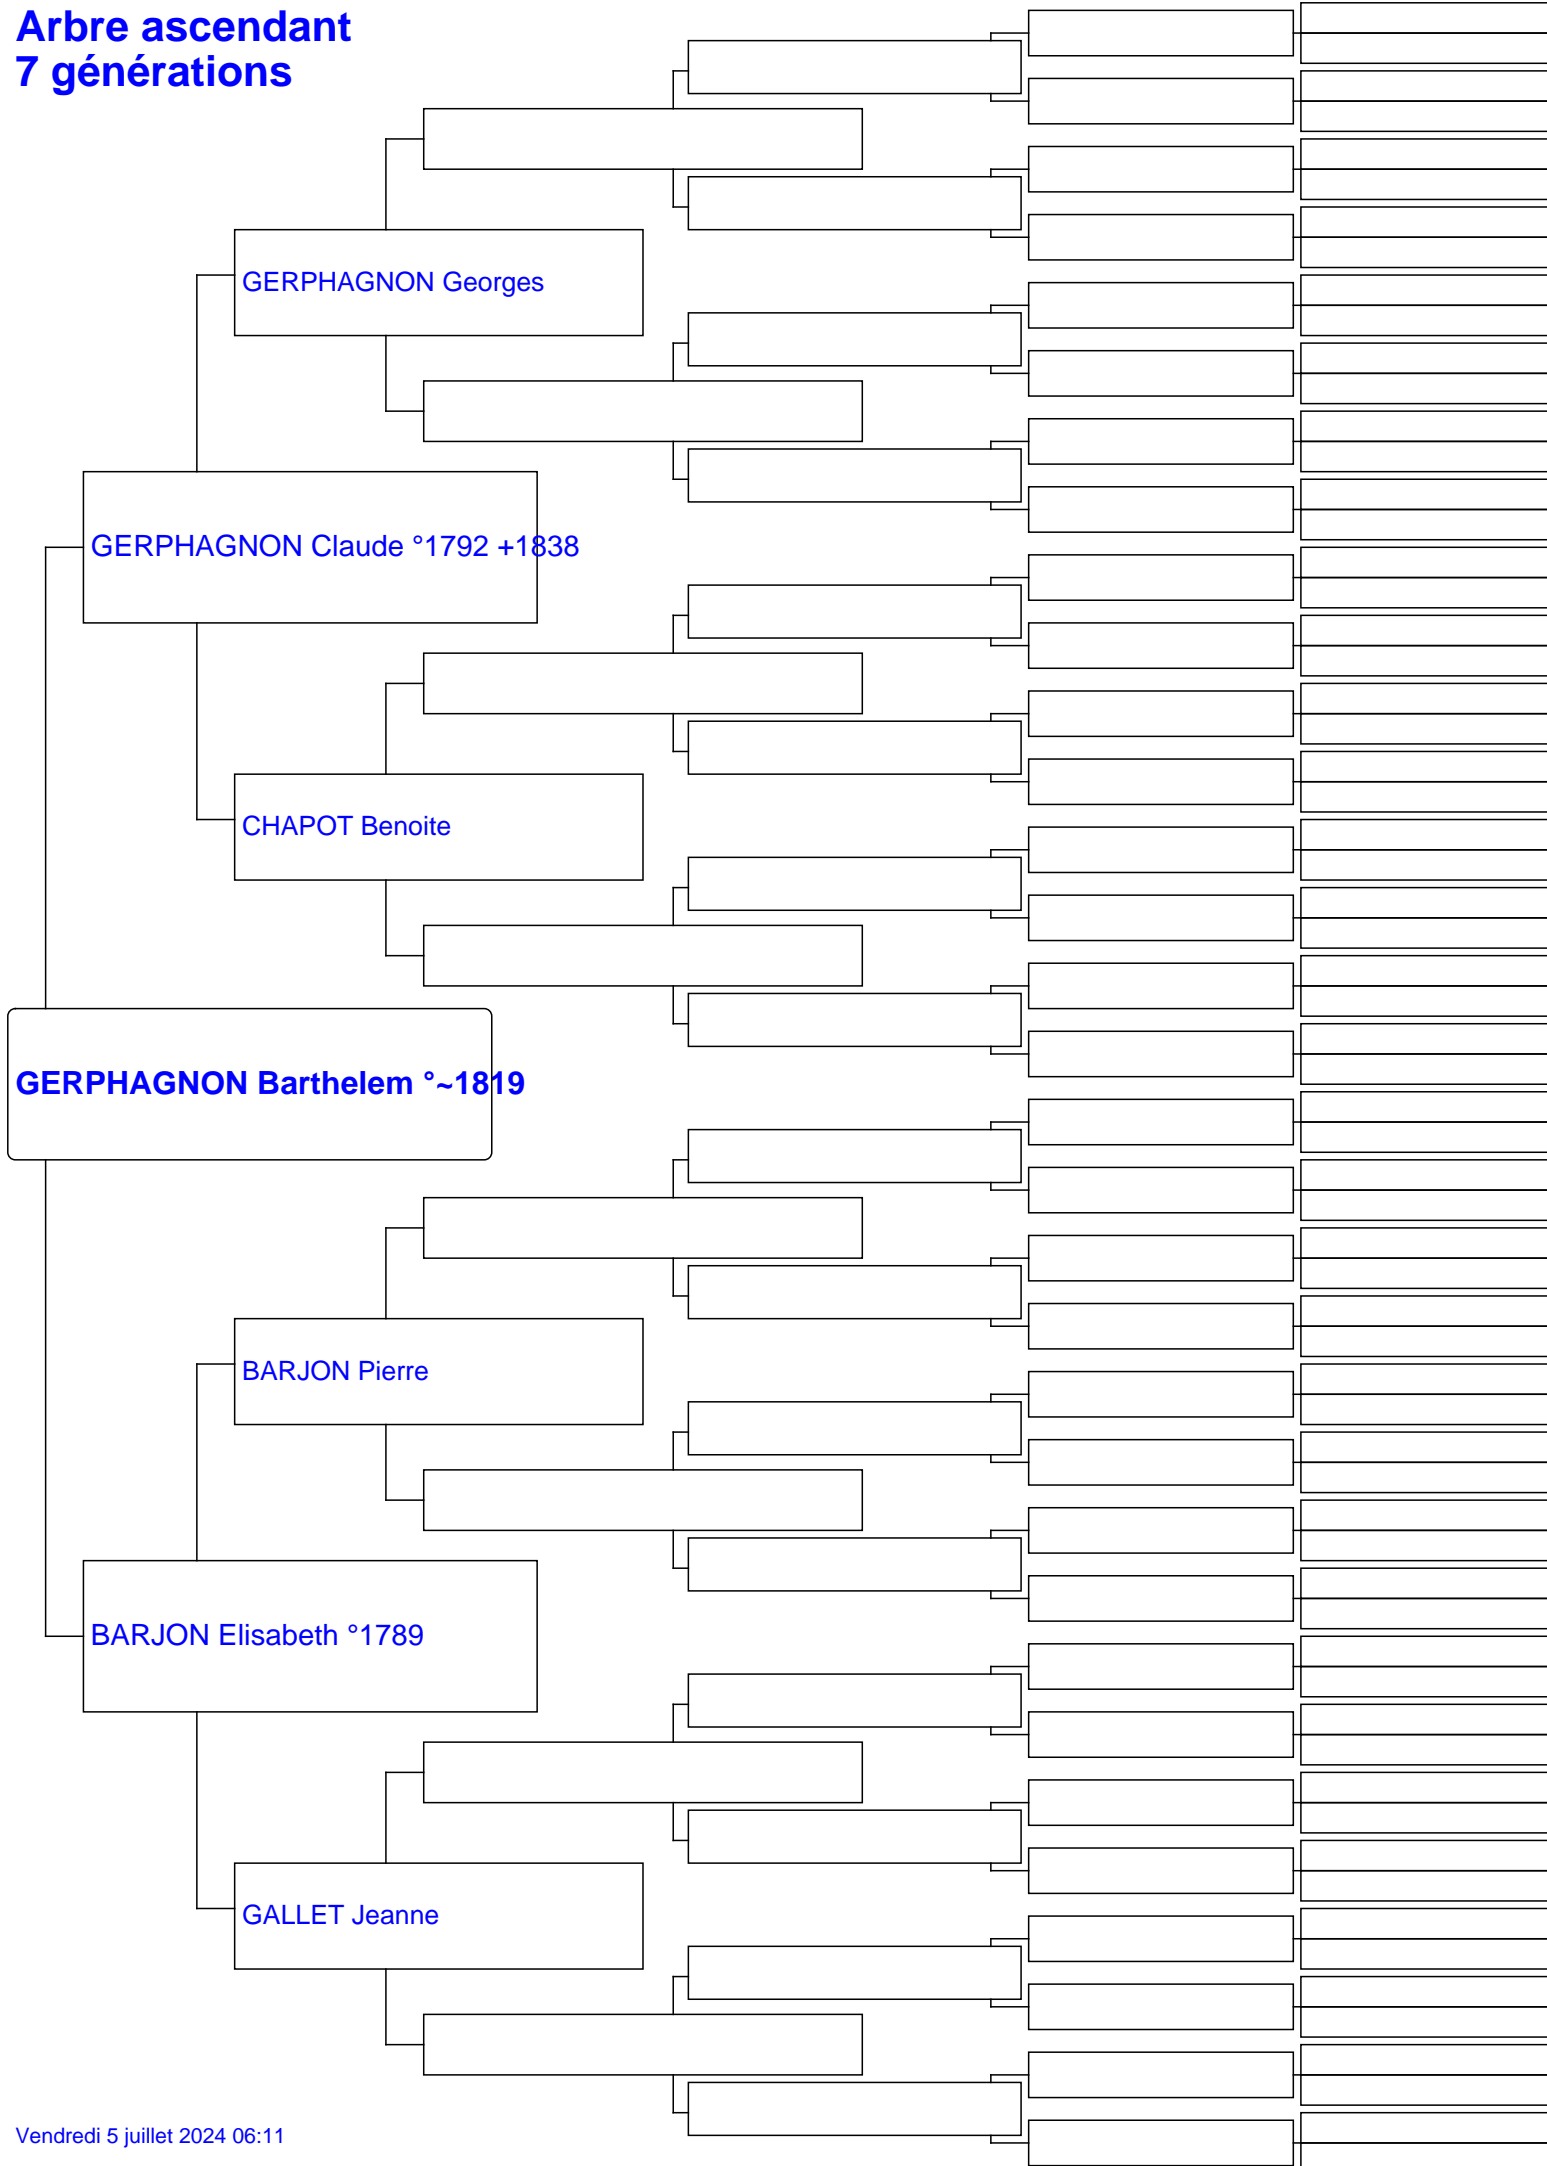 Arbre ascendant
7 générations
GERPHAGNON Georges
GERPHAGNON Claude °1792 +1838
CHAPOT Benoite
GERPHAGNON Barthelem °~1819
BARJON Pierre
BARJON Elisabeth °1789
GALLET Jeanne
Vendredi 5 juillet 2024 06:11